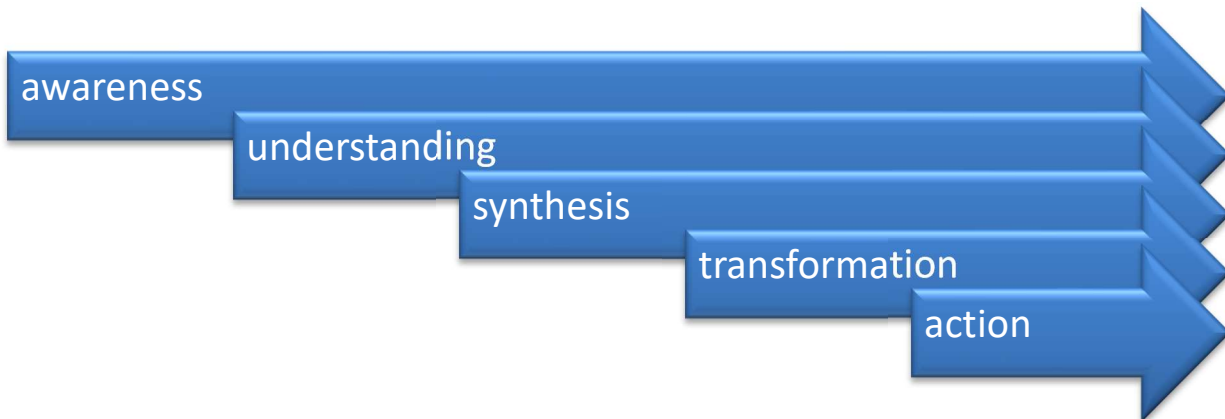 awareness
understanding
synthesis
transformation
action